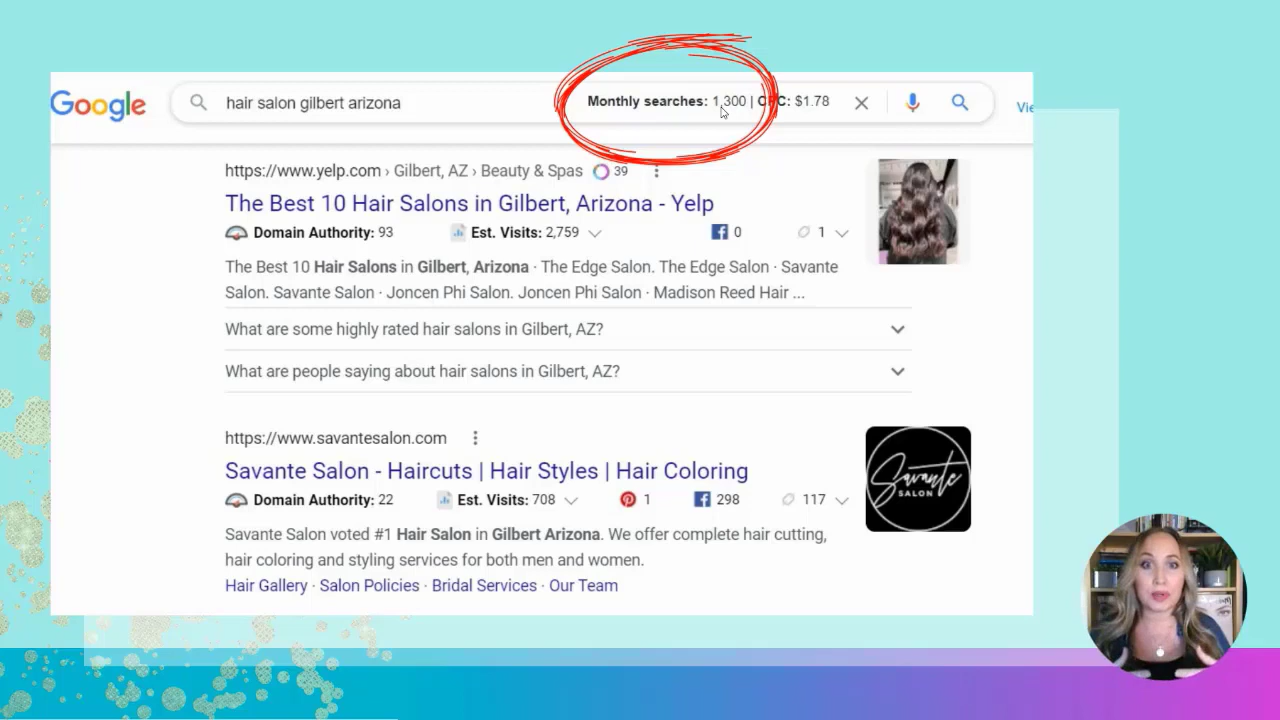 Google
hair salon gilbert arizona
Monthly searches: 1,300 | CPC: $1.78
Vie
https://www.yelp.com › Gilbert, AZ › Beauty & Spas 39
The Best 10 Hair Salons in Gilbert, Arizona - Yelp
Domain Authority: 93 Est. Visits: 2,759 0 1
The Best 10 Hair Salons in Gilbert, Arizona · The Edge Salon. The Edge Salon · Savante
Salon. Savante Salon · Joncen Phi Salon. Joncen Phi Salon · Madison Reed Hair ...
What are some highly rated hair salons in Gilbert, AZ?
What are people saying about hair salons in Gilbert, AZ?
https://www.savantesalon.com
Savante Salon - Haircuts | Hair Styles | Hair Coloring
Domain Authority: 22 Est. Visits: 708 1 298 117
Savante Salon voted #1 Hair Salon in Gilbert Arizona. We offer complete hair cutting,
hair coloring and styling services for both men and women.
Hair Gallery · Salon Policies · Bridal Services · Our Team
Savante
SALON